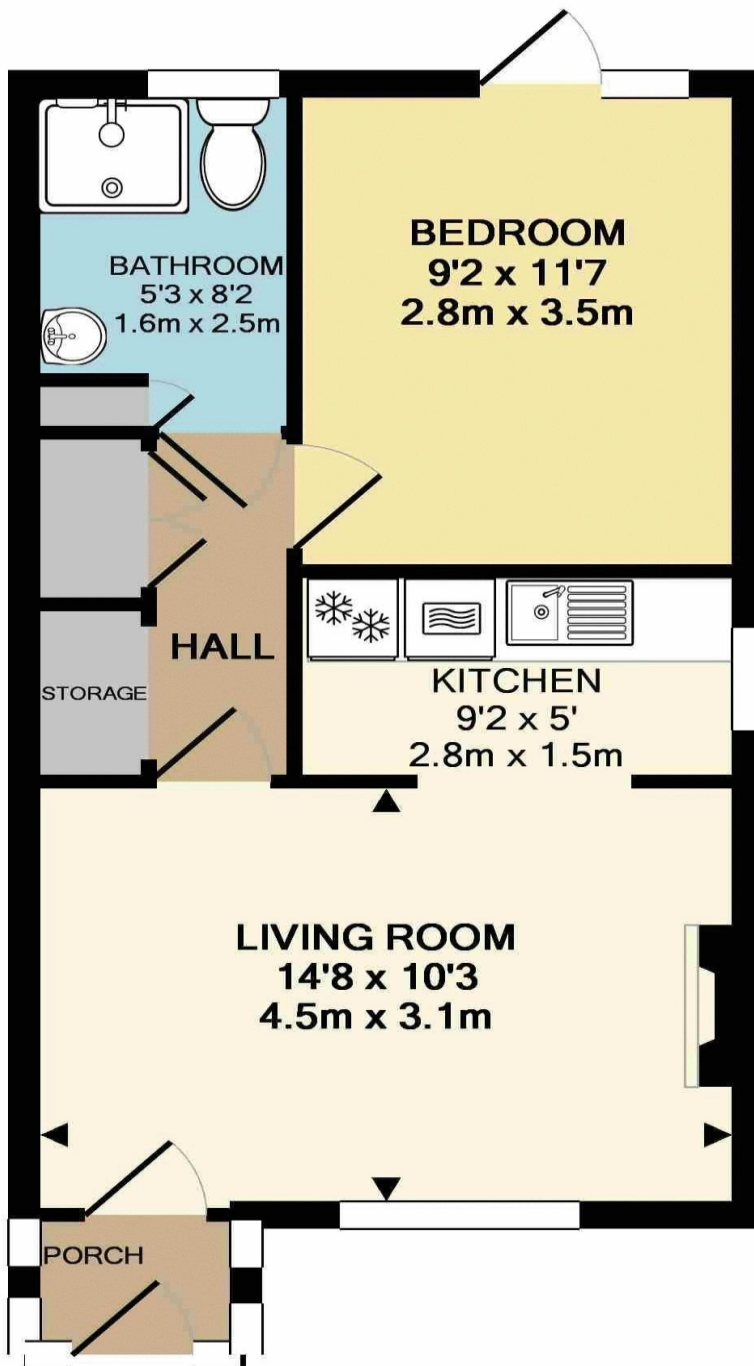 BATHROOM
5'3 x 8'2
1.6m x 2.5m
BEDROOM
9'2 x 11'7
2.8m x 3.5m
HALL
STORAGE
KITCHEN
9'2 x 5'
2.8m x 1.5m
LIVING ROOM
14'8 x 10'3
4.5m x 3.1m
PORCH